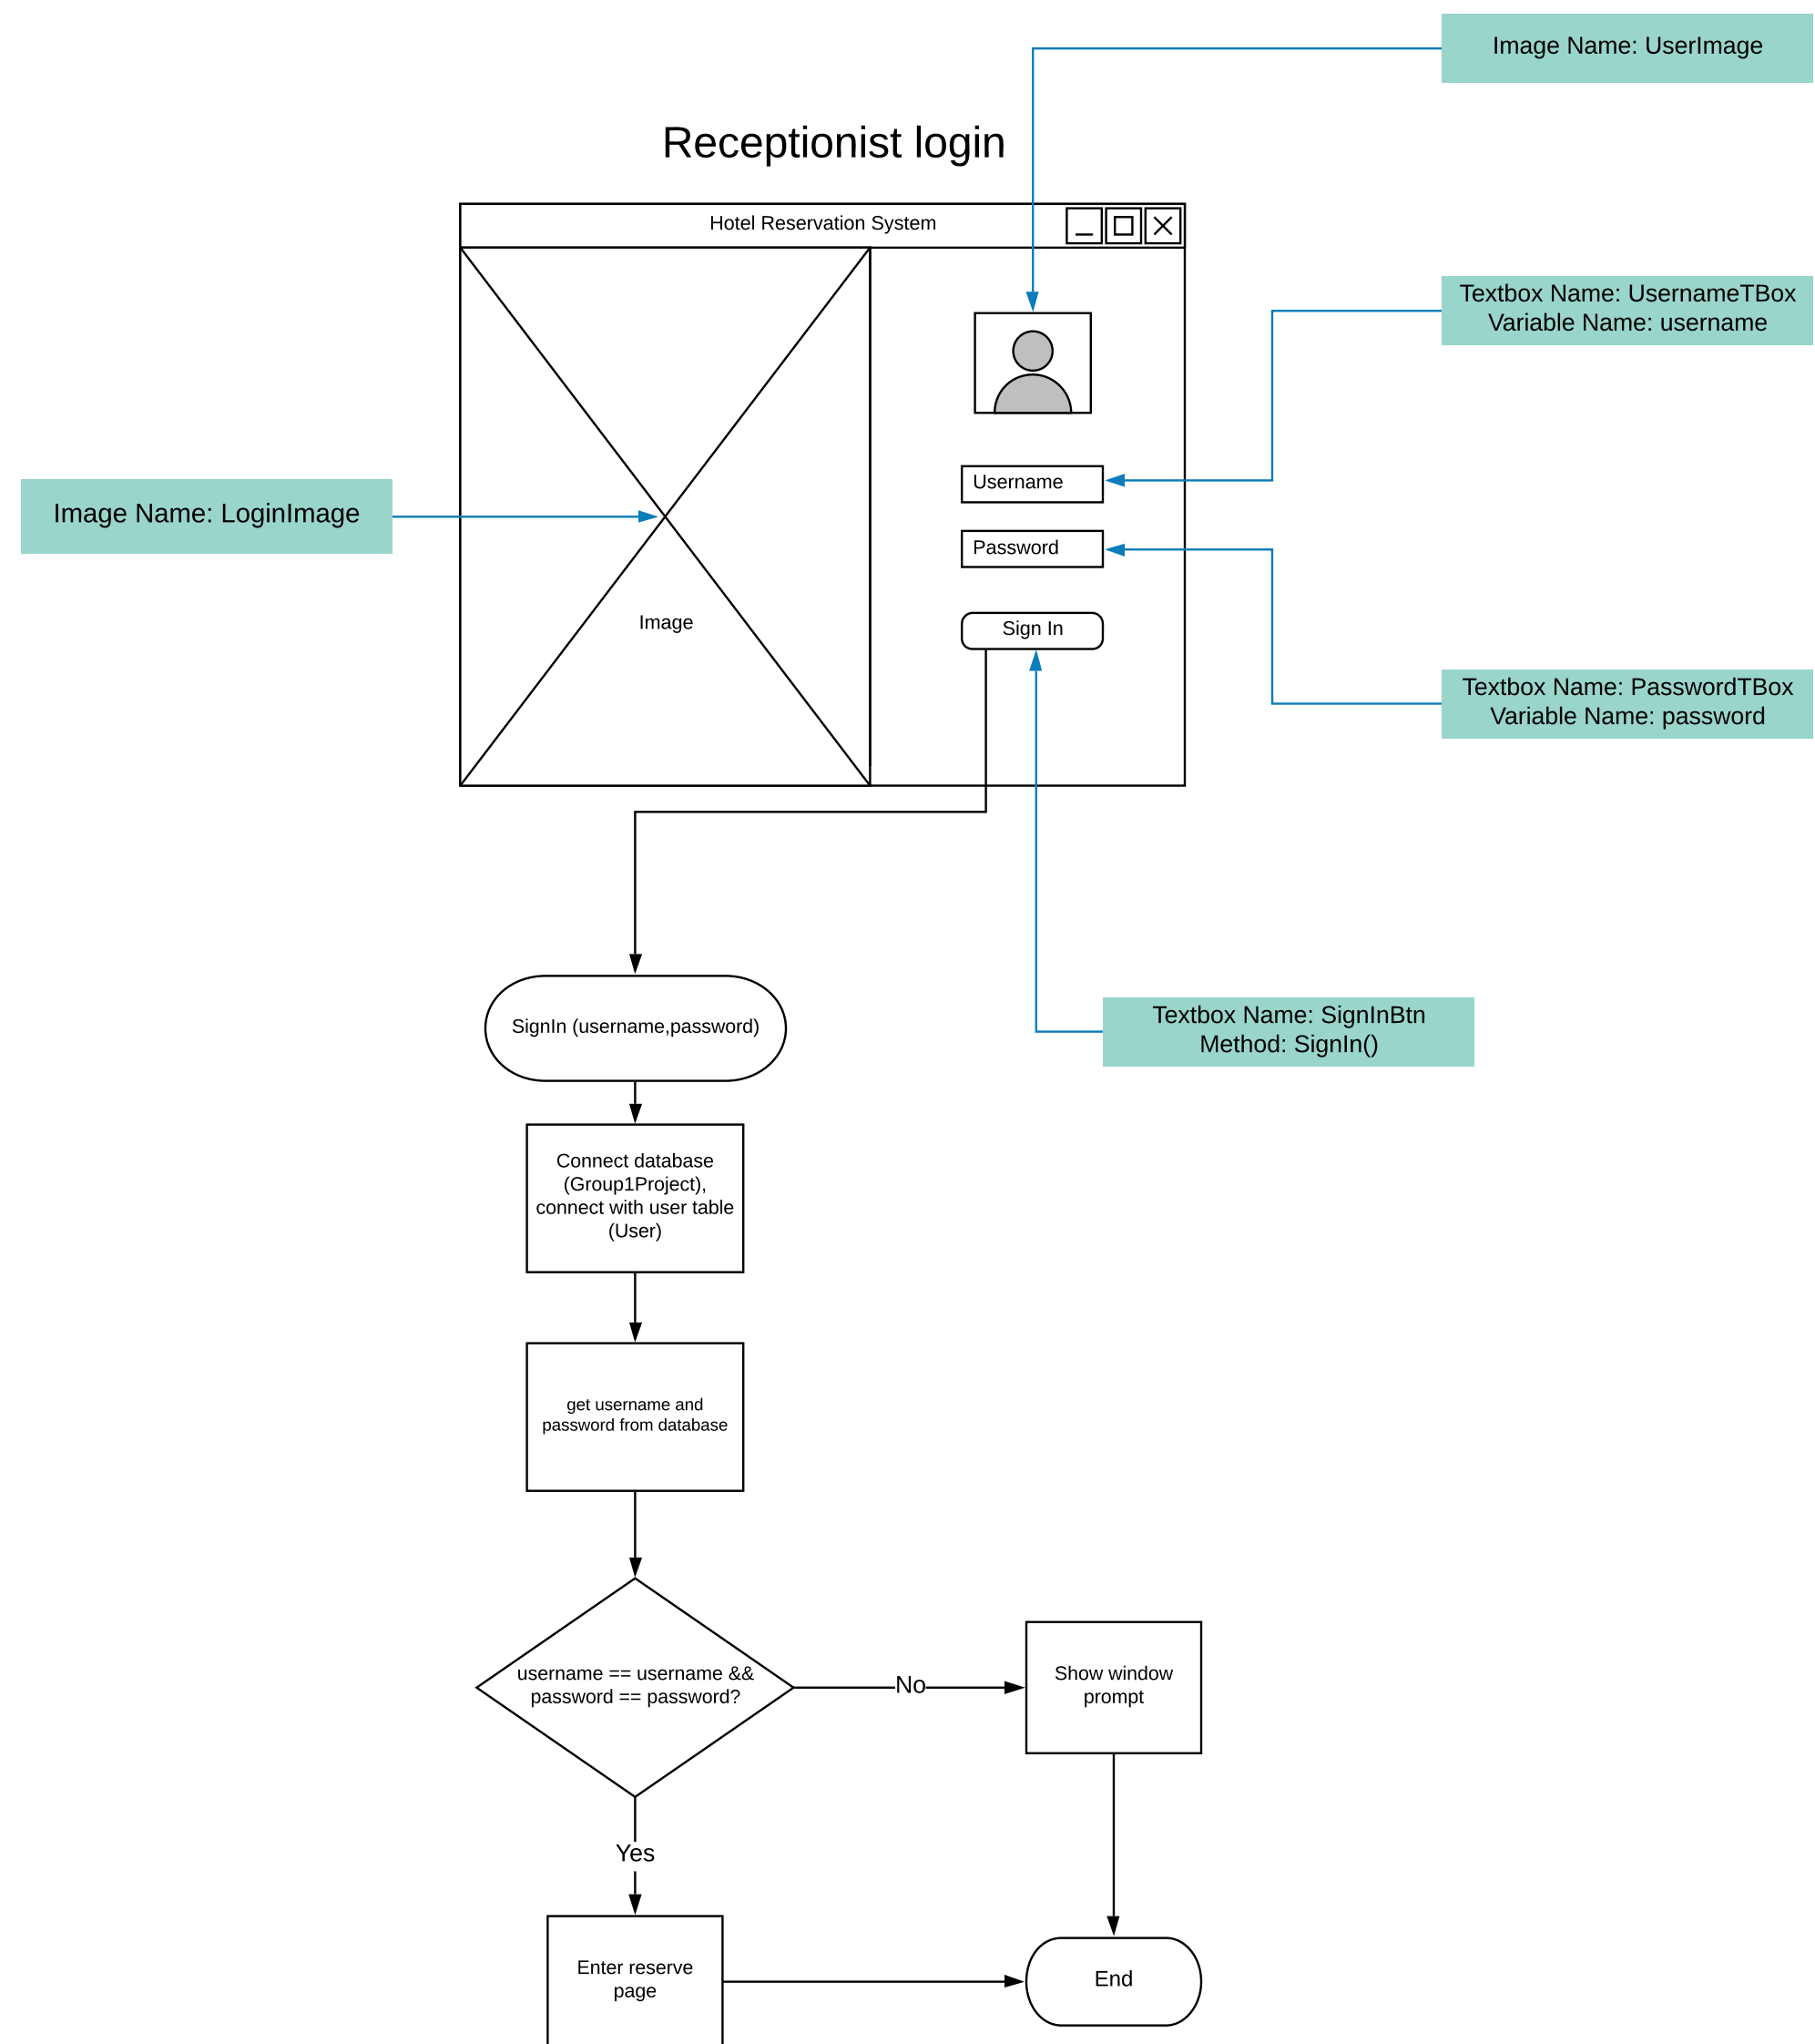 Image Name: UserImage
Receptionist login
Hotel Reservation System
Textbox Name: UsernameTBox
Variable Name: username
Username
Image Name: LoginImage
Password
Image
Sign In
Textbox Name: PasswordTBox
Variable Name: password
SignIn (username,password)
Textbox Name: SignInBtn
Method: SignIn()
Connect database
(Group1Project),
connect with user table
(User)
get username and
password from database
username == username &&
password == password?
No
Show window
prompt
Yes
Enter reserve
page
End